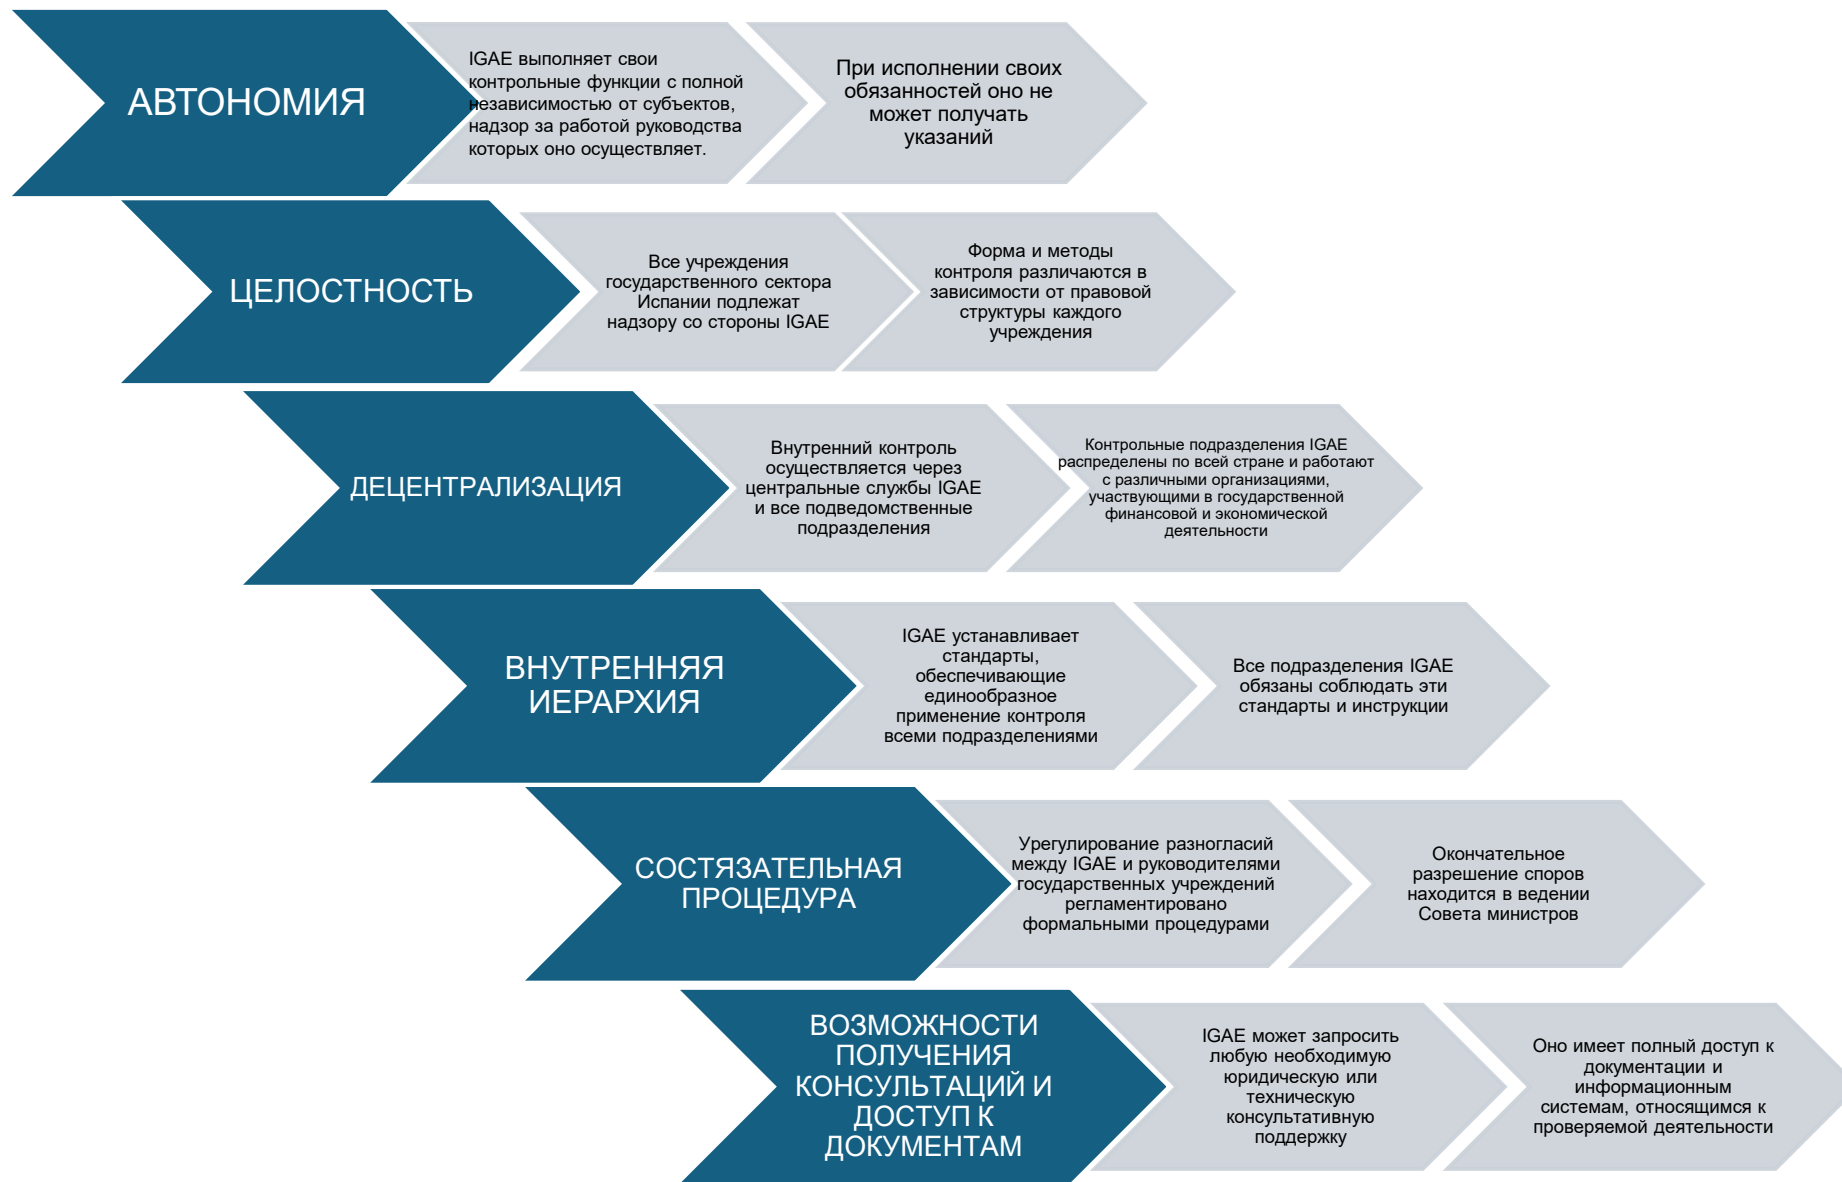 АВТОНОМИЯ
IGAE выполняет свои
контрольные функции с полной
независимостью от субъектов,
надзор за работой руководства
которых оно осуществляет.
При исполнении своих
обязанностей оно не
может получать
указаний
ЦЕЛОСТНОСТЬ
Все учреждения
государственного сектора
Испании подлежат
надзору со стороны IGAE
Форма и методы
контроля различаются в
зависимости от правовой
структуры каждого
учреждения
ДЕЦЕНТРАЛИЗАЦИЯ
Внутренний контроль
осуществляется через
центральные службы IGAE
и все подведомственные
подразделения
Контрольные подразделения IGAE
распределены по всей стране и работают
с различными организациями,
участвующими в государственной
финансовой и экономической
деятельности
ВНУТРЕННЯЯ
ИЕРАРХИЯ
IGAE устанавливает
стандарты,
обеспечивающие
единообразное
применение контроля
всеми подразделениями
Все подразделения IGAE
обязаны соблюдать эти
стандарты и инструкции
СОСТЯЗАТЕЛЬНАЯ
ПРОЦЕДУРА
Урегулирование разногласий
между IGAE и руководителями
государственных учреждений
регламентировано
формальными процедурами
Окончательное
разрешение споров
находится в ведении
Совета министров
ВОЗМОЖНОСТИ
ПОЛУЧЕНИЯ
КОНСУЛЬТАЦИЙ И
ДОСТУП К
ДОКУМЕНТАМ
IGAE может запросить
любую необходимую
юридическую или
техническую
консультативную
поддержку
Оно имеет полный доступ к
документации и
информационным
системам, относящимся к
проверяемой деятельности